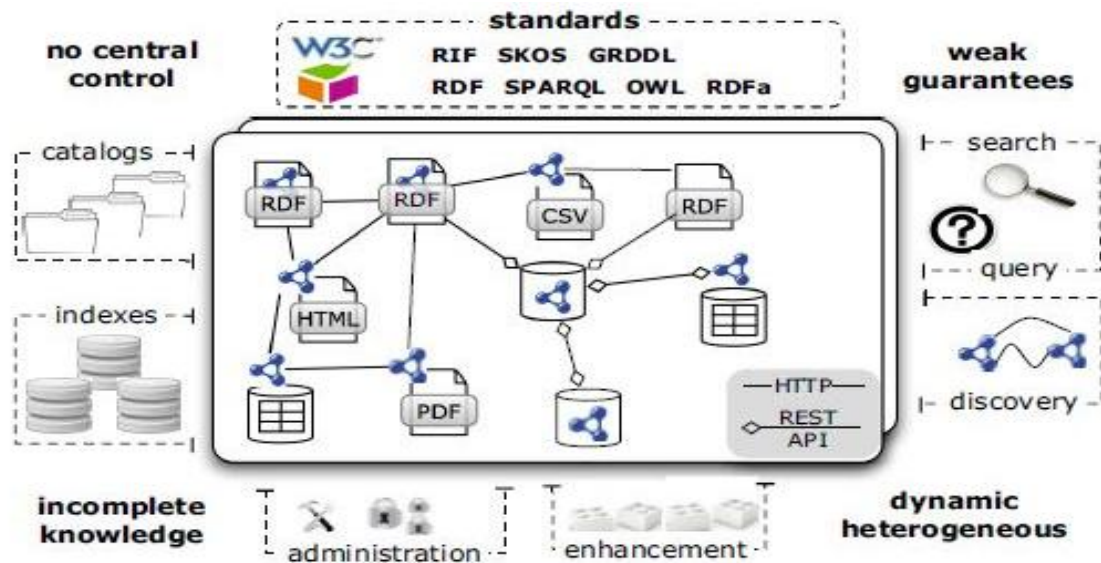 standards
no central
control
W3C
RIF SKOS GRDDL
RDF SPARQL OWL RDFa
weak
guarantees
catalogs
RDF
RDF
CSV
RDF
search
?
query
indexes
HTML
PDF
HTTP
REST
API
discovery
incomplete
knowledge
administration
enhancement
dynamic
heterogeneous